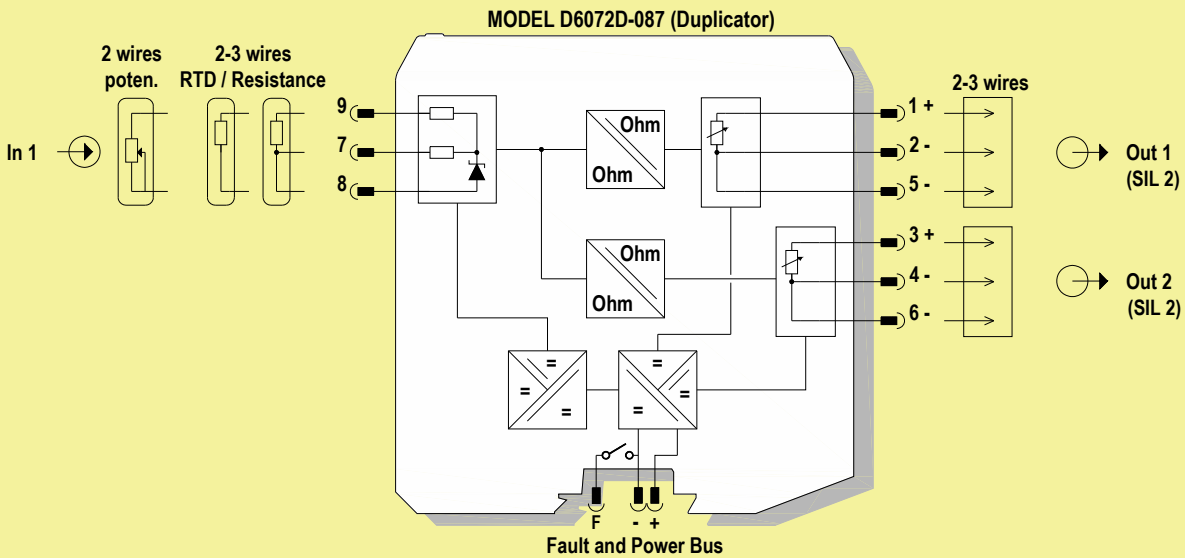 MODEL D6072D-087 (Duplicator)
2 wires
poten.
2-3 wires
RTD / Resistance
2-3 wires
In 1
9
7
8
Ohm
Ohm
Ohm
Ohm
1 +
2 -
5 -
3 +
4 -
6 -
Out 1
(SIL 2)
Out 2
(SIL 2)
=
=
=
=
=
=
F - +
Fault and Power Bus